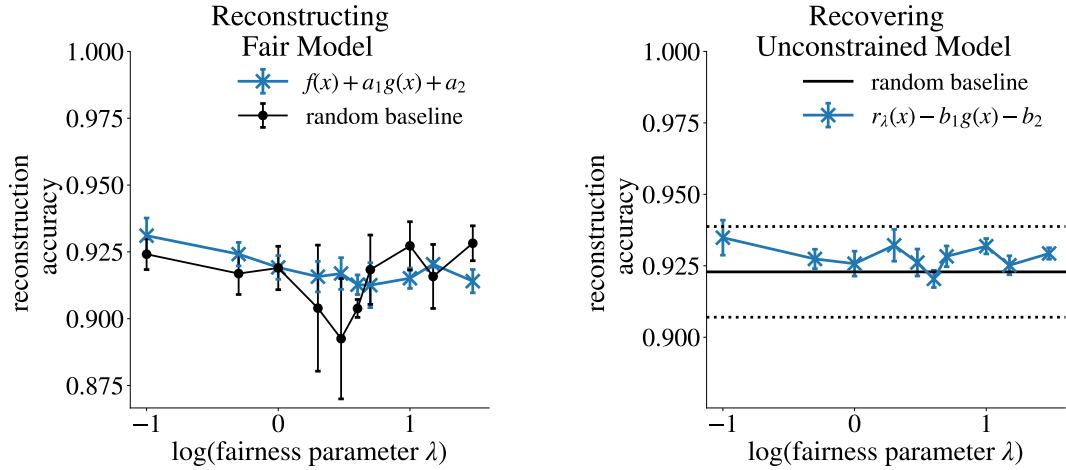 Reconstructing
Fair Model
f(x) + a₁g(x) + a₂
random baseline
1.000
0.975
0.950
0.925
0.900
0.875
reconstruction
accuracy
−1
0
1
log(fairness parameter λ)
Recovering
Unconstrained Model
random baseline
r_λ(x) − b₁g(x) − b₂
1.000
0.975
0.950
0.925
0.900
reconstruction
accuracy
−1
0
1
log(fairness parameter λ)